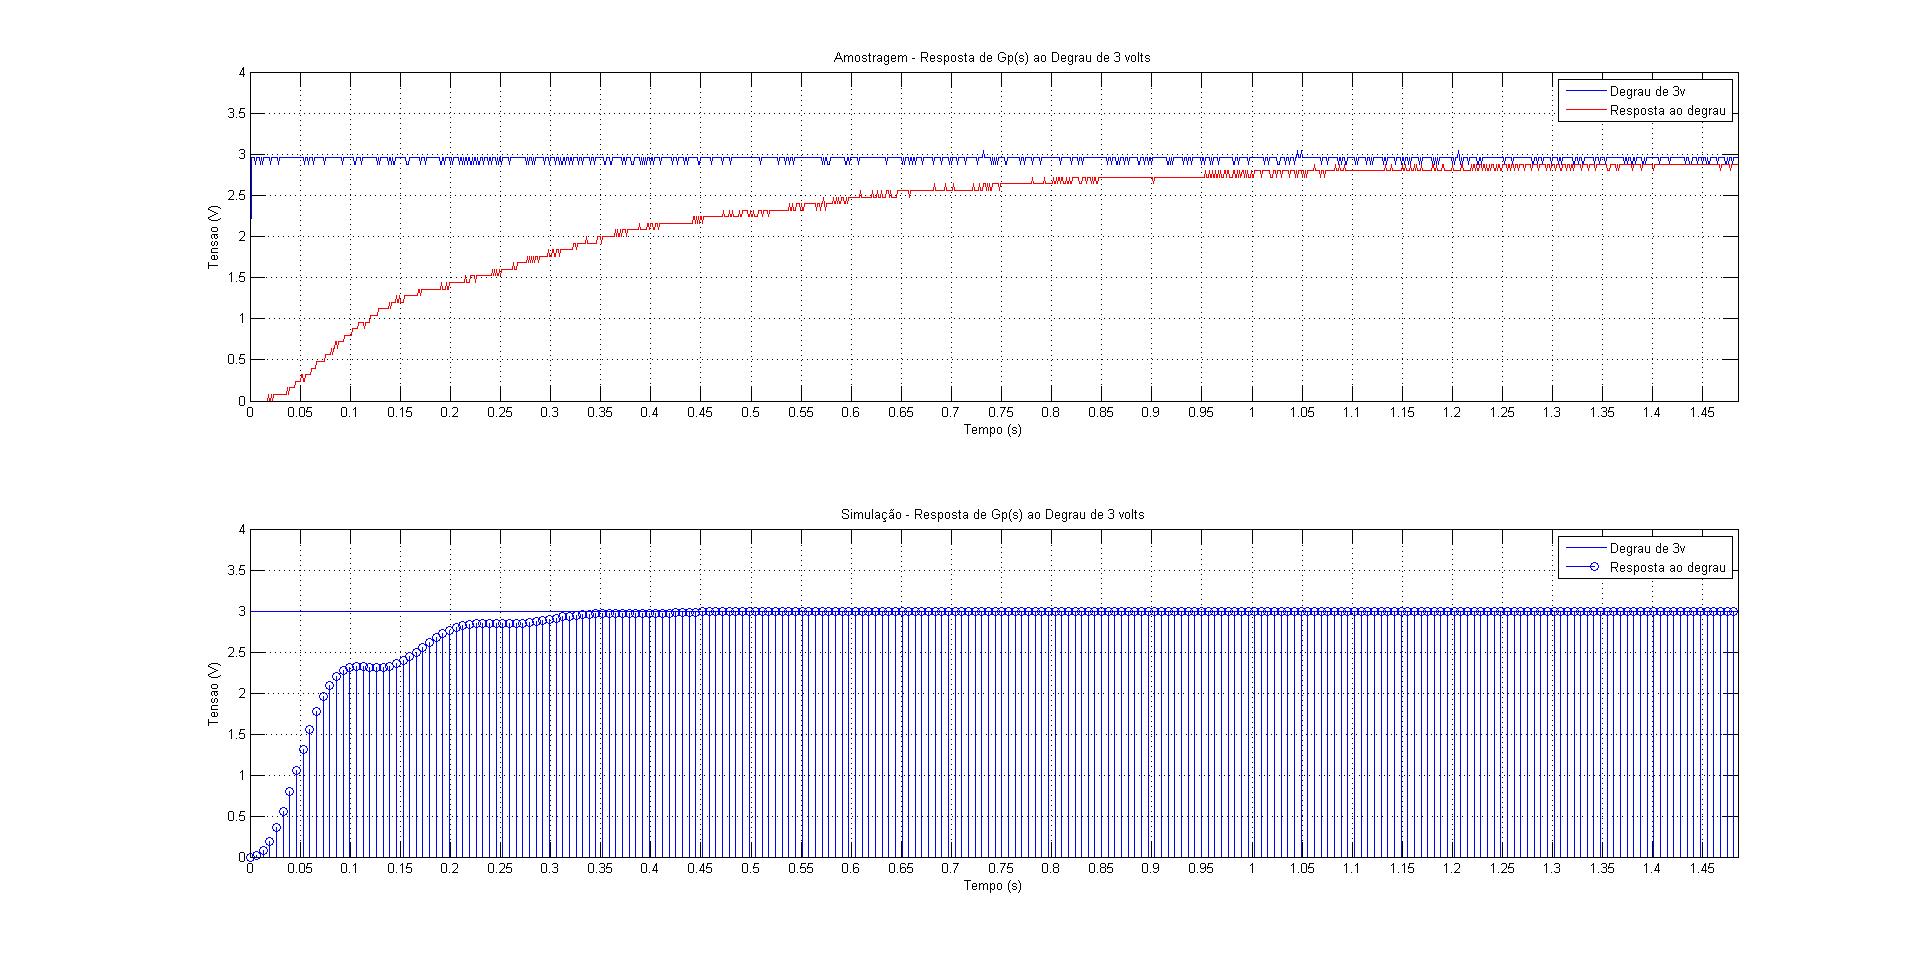 Amostragem - Resposta de Gp(s) ao Degrau de 3 volts
Degrau de 3v
Resposta ao degrau
Tensao (V)
4
3.5
3
2.5
2
1.5
1
0.5
0
0 0.05 0.1 0.15 0.2 0.25 0.3 0.35 0.4 0.45 0.5 0.55 0.6 0.65 0.7 0.75 0.8 0.85 0.9 0.95 1 1.05 1.1 1.15 1.2 1.25 1.3 1.35 1.4 1.45
Tempo (s)
Simulação - Resposta de Gp(s) ao Degrau de 3 volts
Degrau de 3v
Resposta ao degrau
Tensao (V)
4
3.5
3
2.5
2
1.5
1
0.5
0
0 0.05 0.1 0.15 0.2 0.25 0.3 0.35 0.4 0.45 0.5 0.55 0.6 0.65 0.7 0.75 0.8 0.85 0.9 0.95 1 1.05 1.1 1.15 1.2 1.25 1.3 1.35 1.4 1.45
Tempo (s)